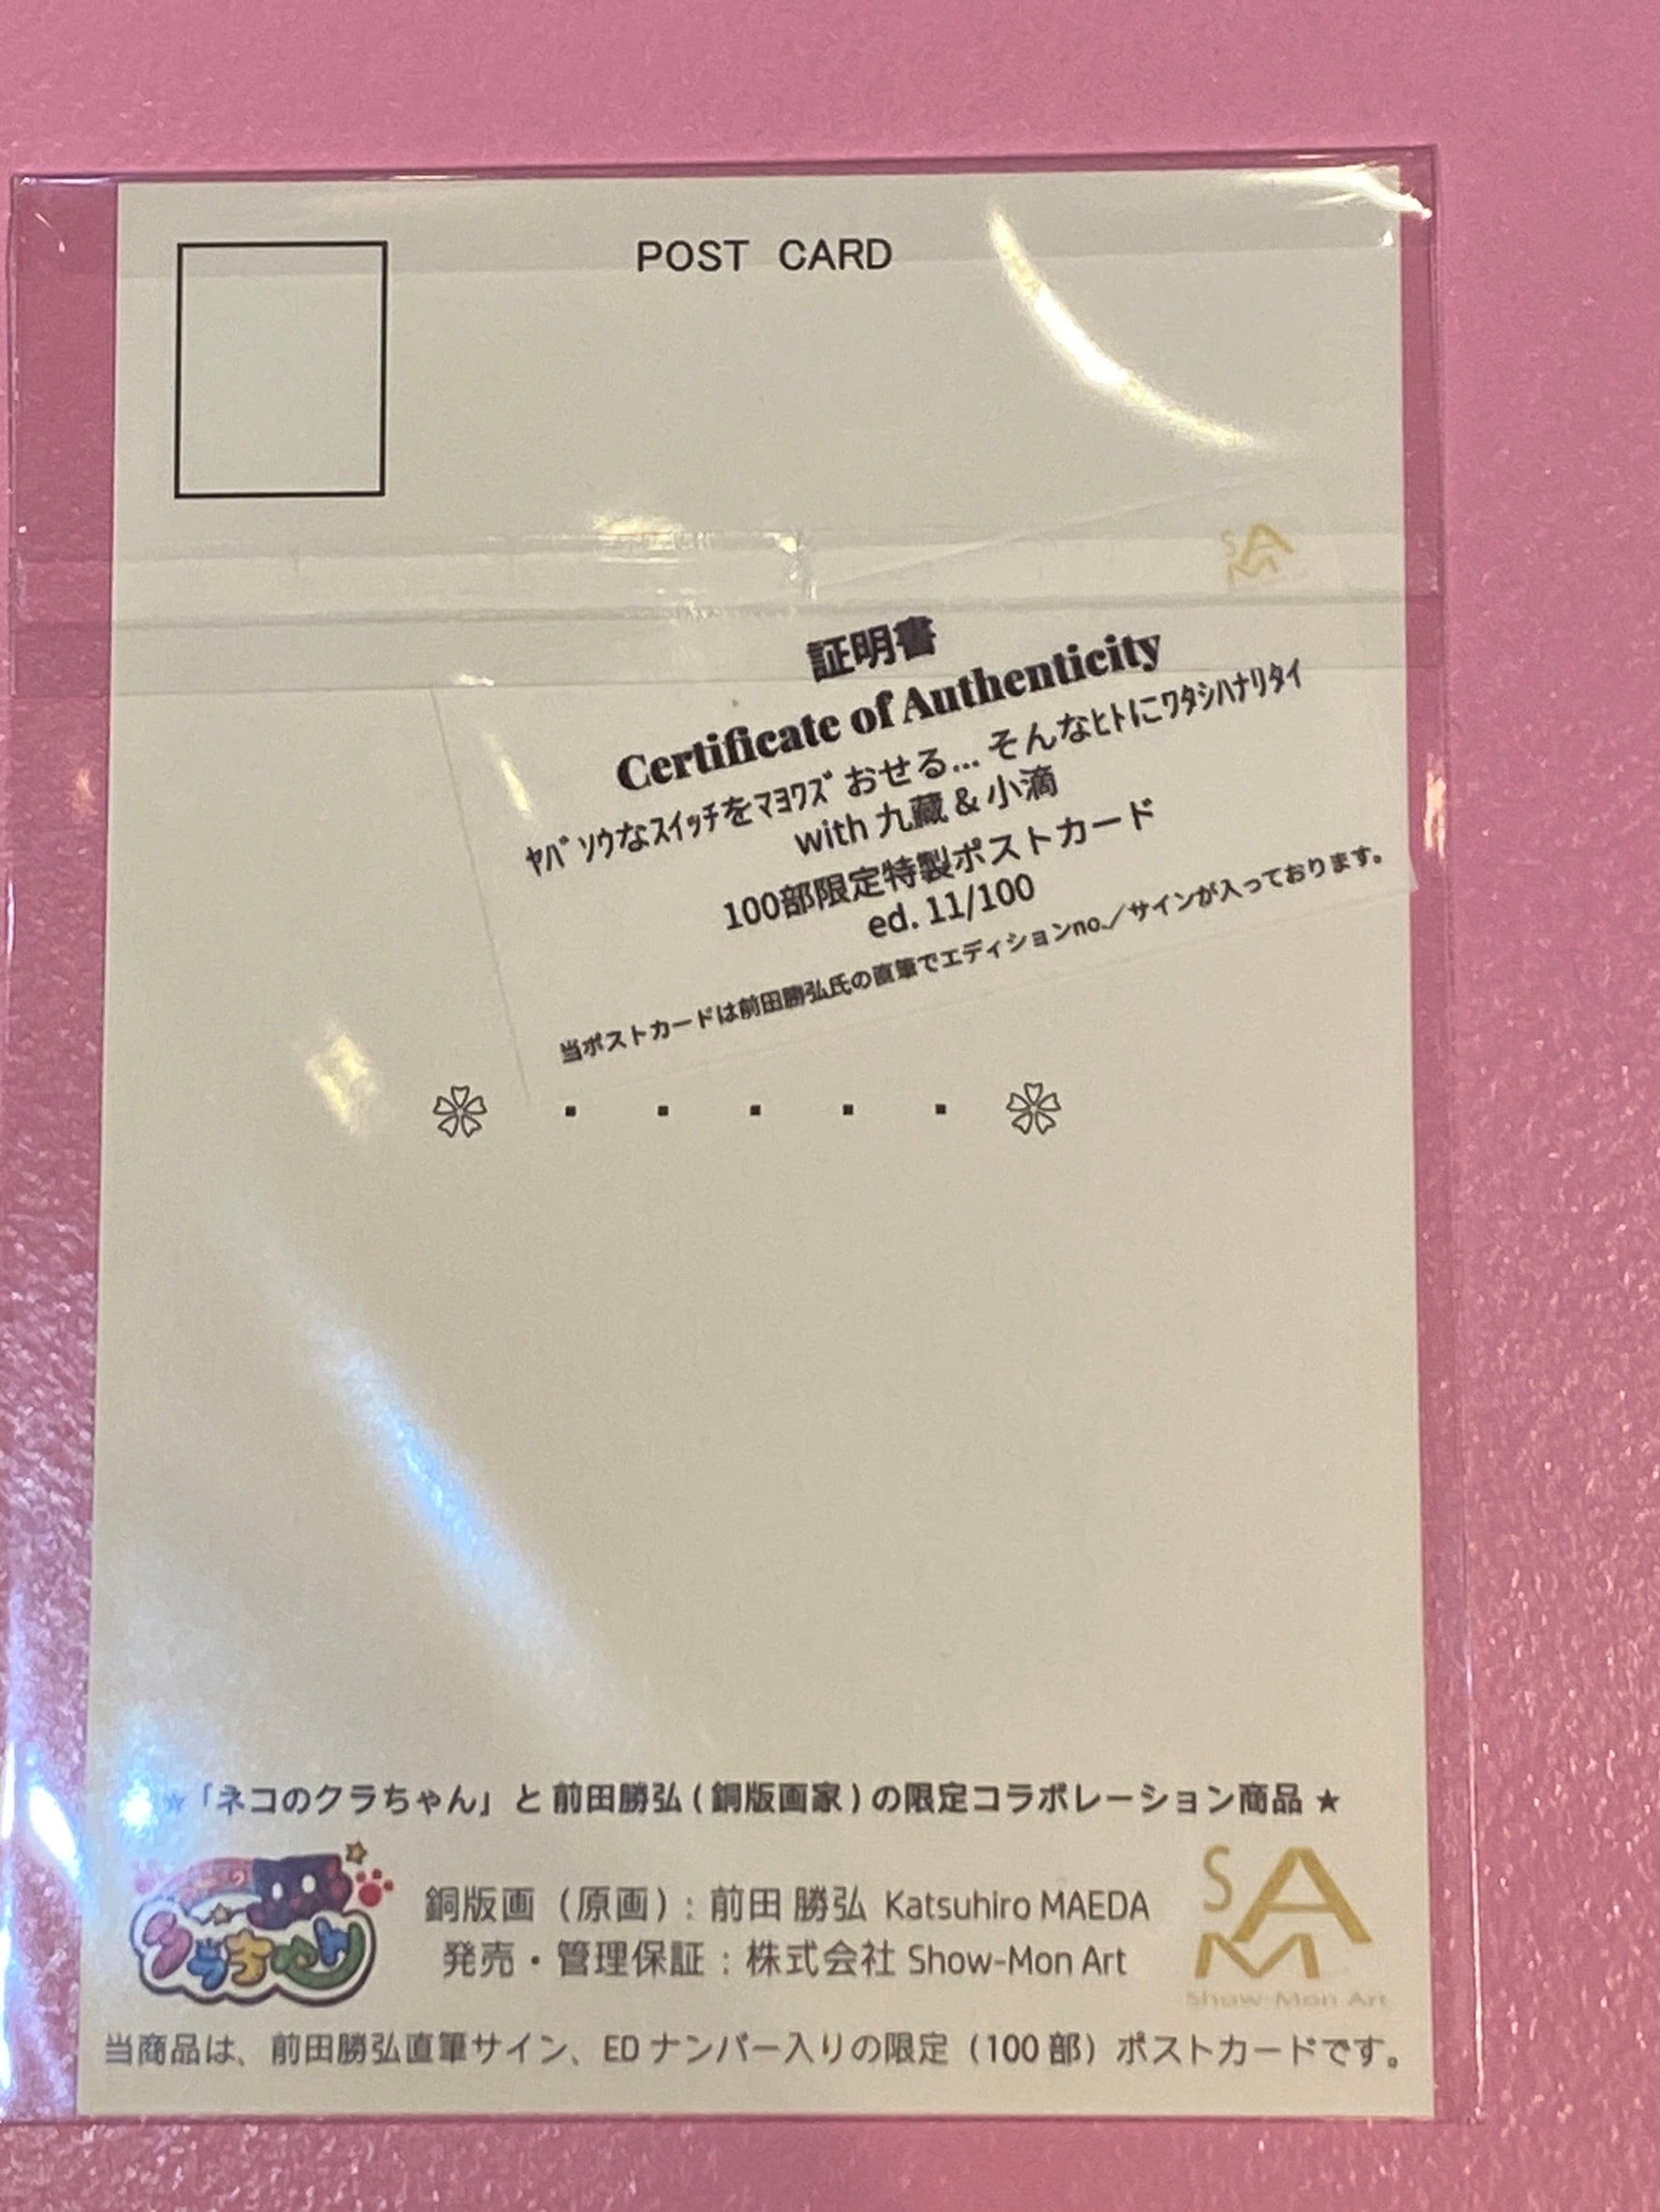 POST CARD
SAM
証明書
Certificate of Authenticity
ﾔﾊﾞｿｳなｽｲｯﾁをﾏﾖﾜｽﾞおせる... そんなﾋﾄにﾜﾀｼﾊﾅﾘﾀｲ
with 九藏 & 小滴
100部限定特製ポストカード
ed. 11/100
当ポストカードは前田勝弘氏の直筆でエディションno.／サインが入っております。
☆「ネコのクラちゃん」と 前田勝弘 ( 銅版画家 ) の限定コラボレーション商品 ★
クラちゃん
銅版画（原画）: 前田 勝弘 Katsuhiro MAEDA
発売・管理保証：株式会社 Show-Mon Art
SAM
Show-Mon Art
当商品は、前田勝弘直筆サイン、ED ナンバー入りの限定（100 部）ポストカードです。